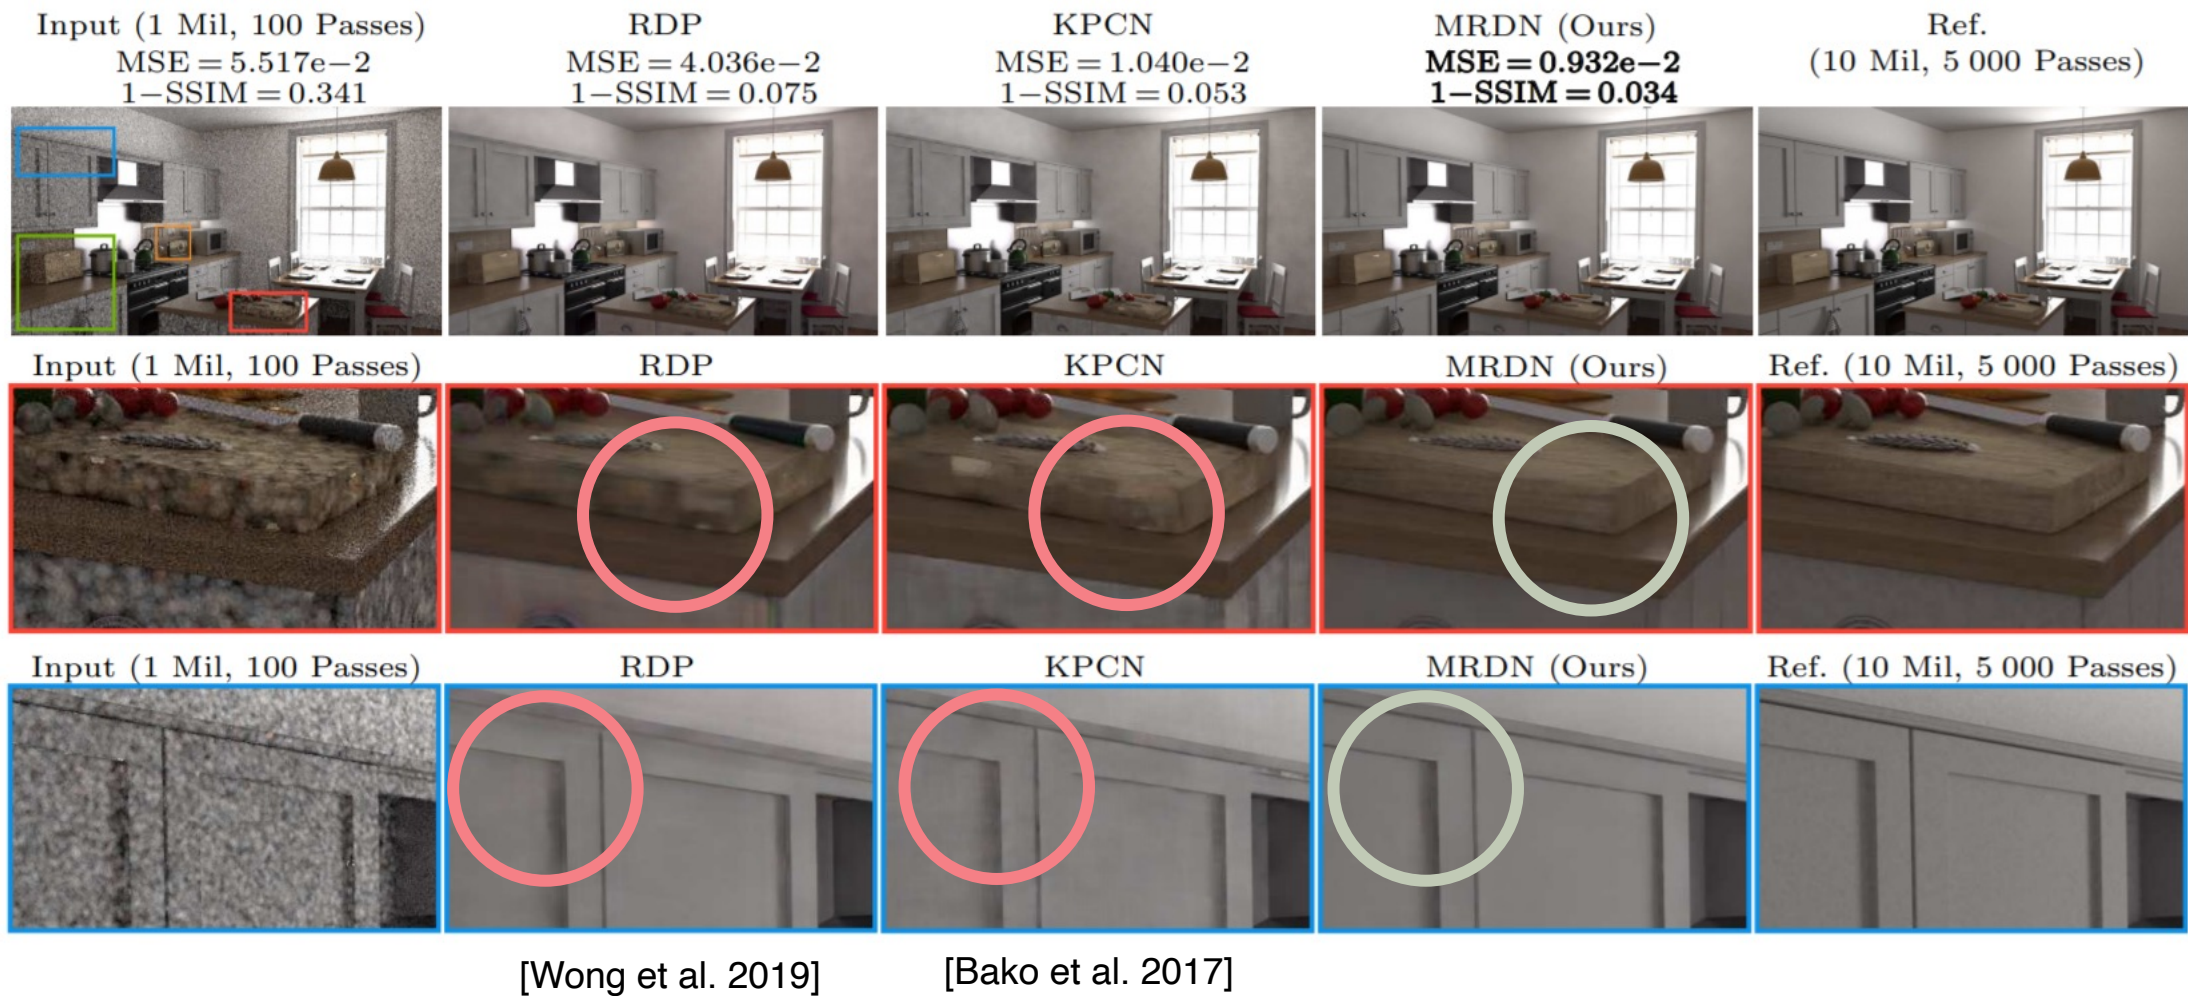 Input (1 Mil, 100 Passes)
MSE = 5.517e−2
1−SSIM = 0.341
RDP
MSE = 4.036e−2
1−SSIM = 0.075
KPCN
MSE = 1.040e−2
1−SSIM = 0.053
MRDN (Ours)
MSE = 0.932e−2
1−SSIM = 0.034
Ref.
(10 Mil, 5 000 Passes)
Input (1 Mil, 100 Passes)
RDP
KPCN
MRDN (Ours)
Ref. (10 Mil, 5 000 Passes)
Input (1 Mil, 100 Passes)
RDP
KPCN
MRDN (Ours)
Ref. (10 Mil, 5 000 Passes)
[Wong et al. 2019]
[Bako et al. 2017]